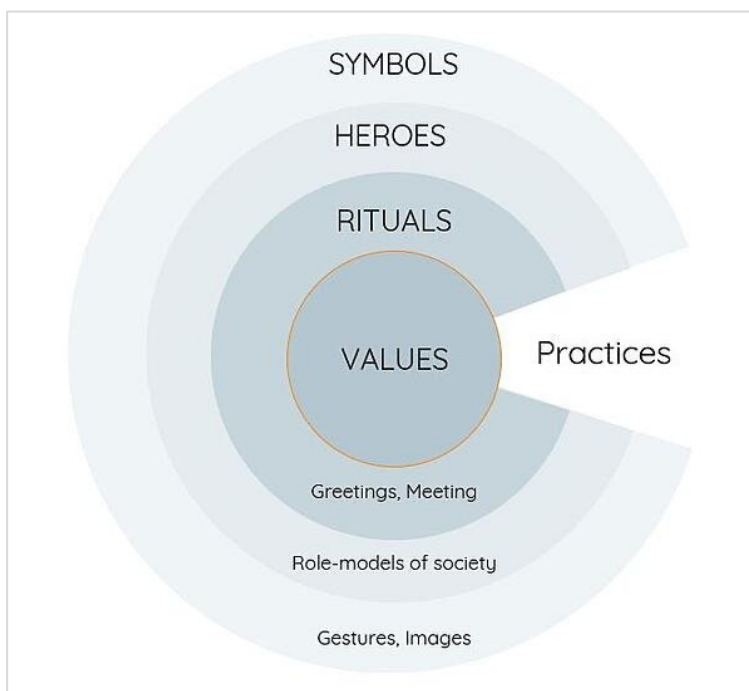 SYMBOLS
HEROES
RITUALS
VALUES
Practices
Greetings, Meeting
Role-models of society
Gestures, Images